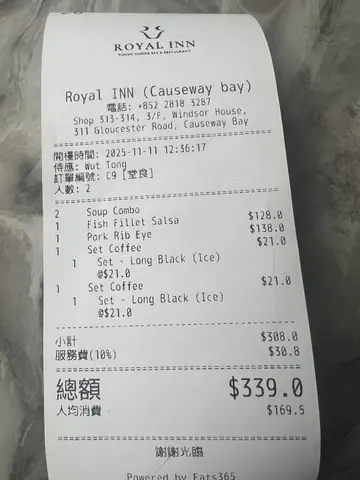 ROYAL INN
FUSION CUISINE BAR & RESTAURANT
Royal INN (Causeway bay)
電話: +852 2818 3287
Shop 313-314, 3/F, Windsor House,
311 Gloucester Road, Causeway Bay
開檯時間: 2025-11-11 12:36:17
侍應: Wut Tong
訂單編號: C9 [堂食]
人數: 2
2 Soup Combo
1 Fish Fillet Salsa $128.0
1 Pork Rib Eye $138.0
1 Set Coffee $21.0
1 Set - Long Black (Ice)
@$21.0
1 Set Coffee $21.0
1 Set - Long Black (Ice)
@$21.0
小計 $308.0
服務費(10%) $30.8
總額 $339.0
人均消費 $169.5
謝謝光臨
Powered by Eats365